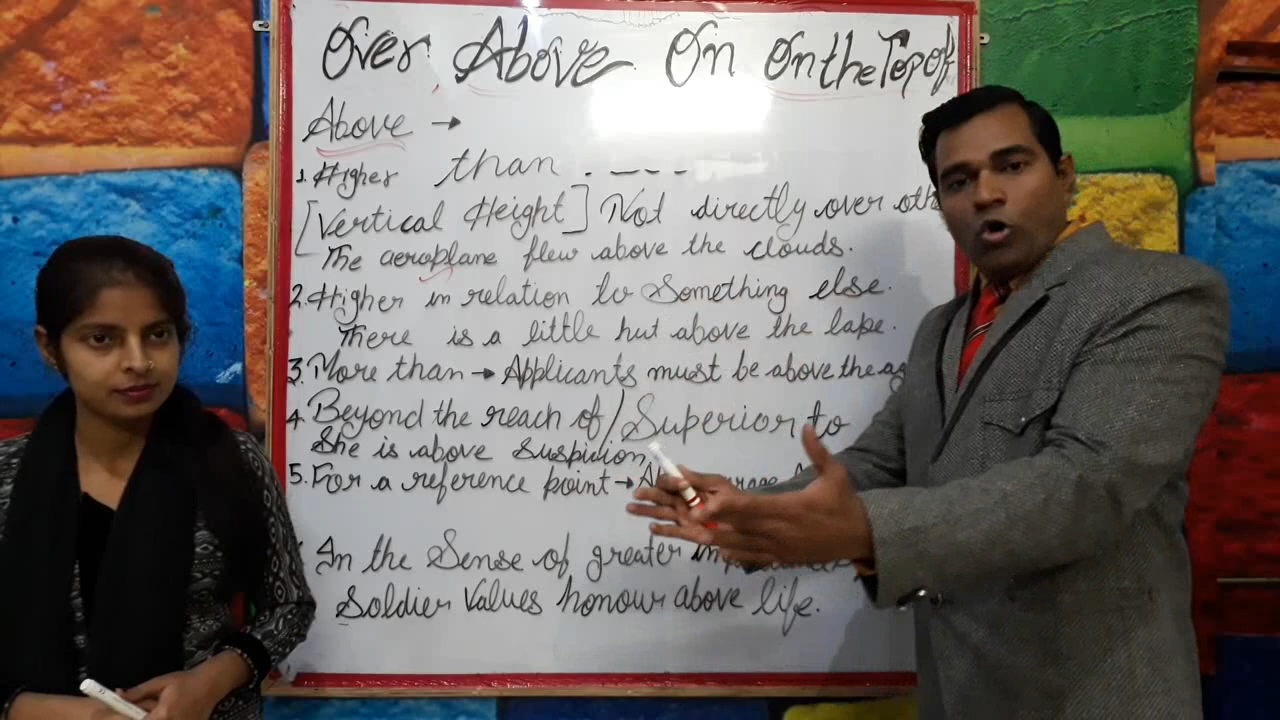 Over Above On On the Top of
Above →
1. Higher than . - - - -
[Vertical Height] Not directly over
The aeroplane flew above the clouds.
2. Higher in relation to Something else.
There is a little hut above the lake.
3. More than → Applicants must be above the
4. Beyond the reach of / Superior to
She is above suspicion.
5. For a reference point →
In the Sense of greater
Soldier Values honour above life.